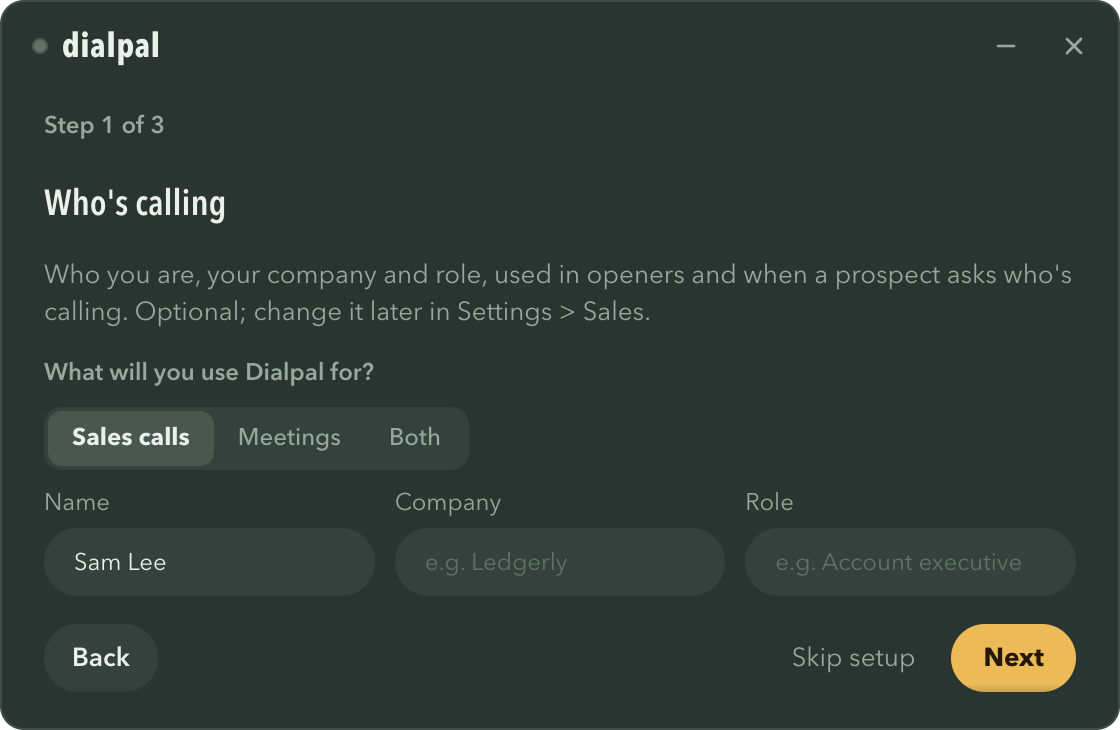 dialpal
Step 1 of 3
Who's calling
Who you are, your company and role, used in openers and when a prospect asks who's
calling. Optional; change it later in Settings > Sales.
What will you use Dialpal for?
Sales calls Meetings Both
Name Company Role
Sam Lee e.g. Ledgerly e.g. Account executive
Back Skip setup Next